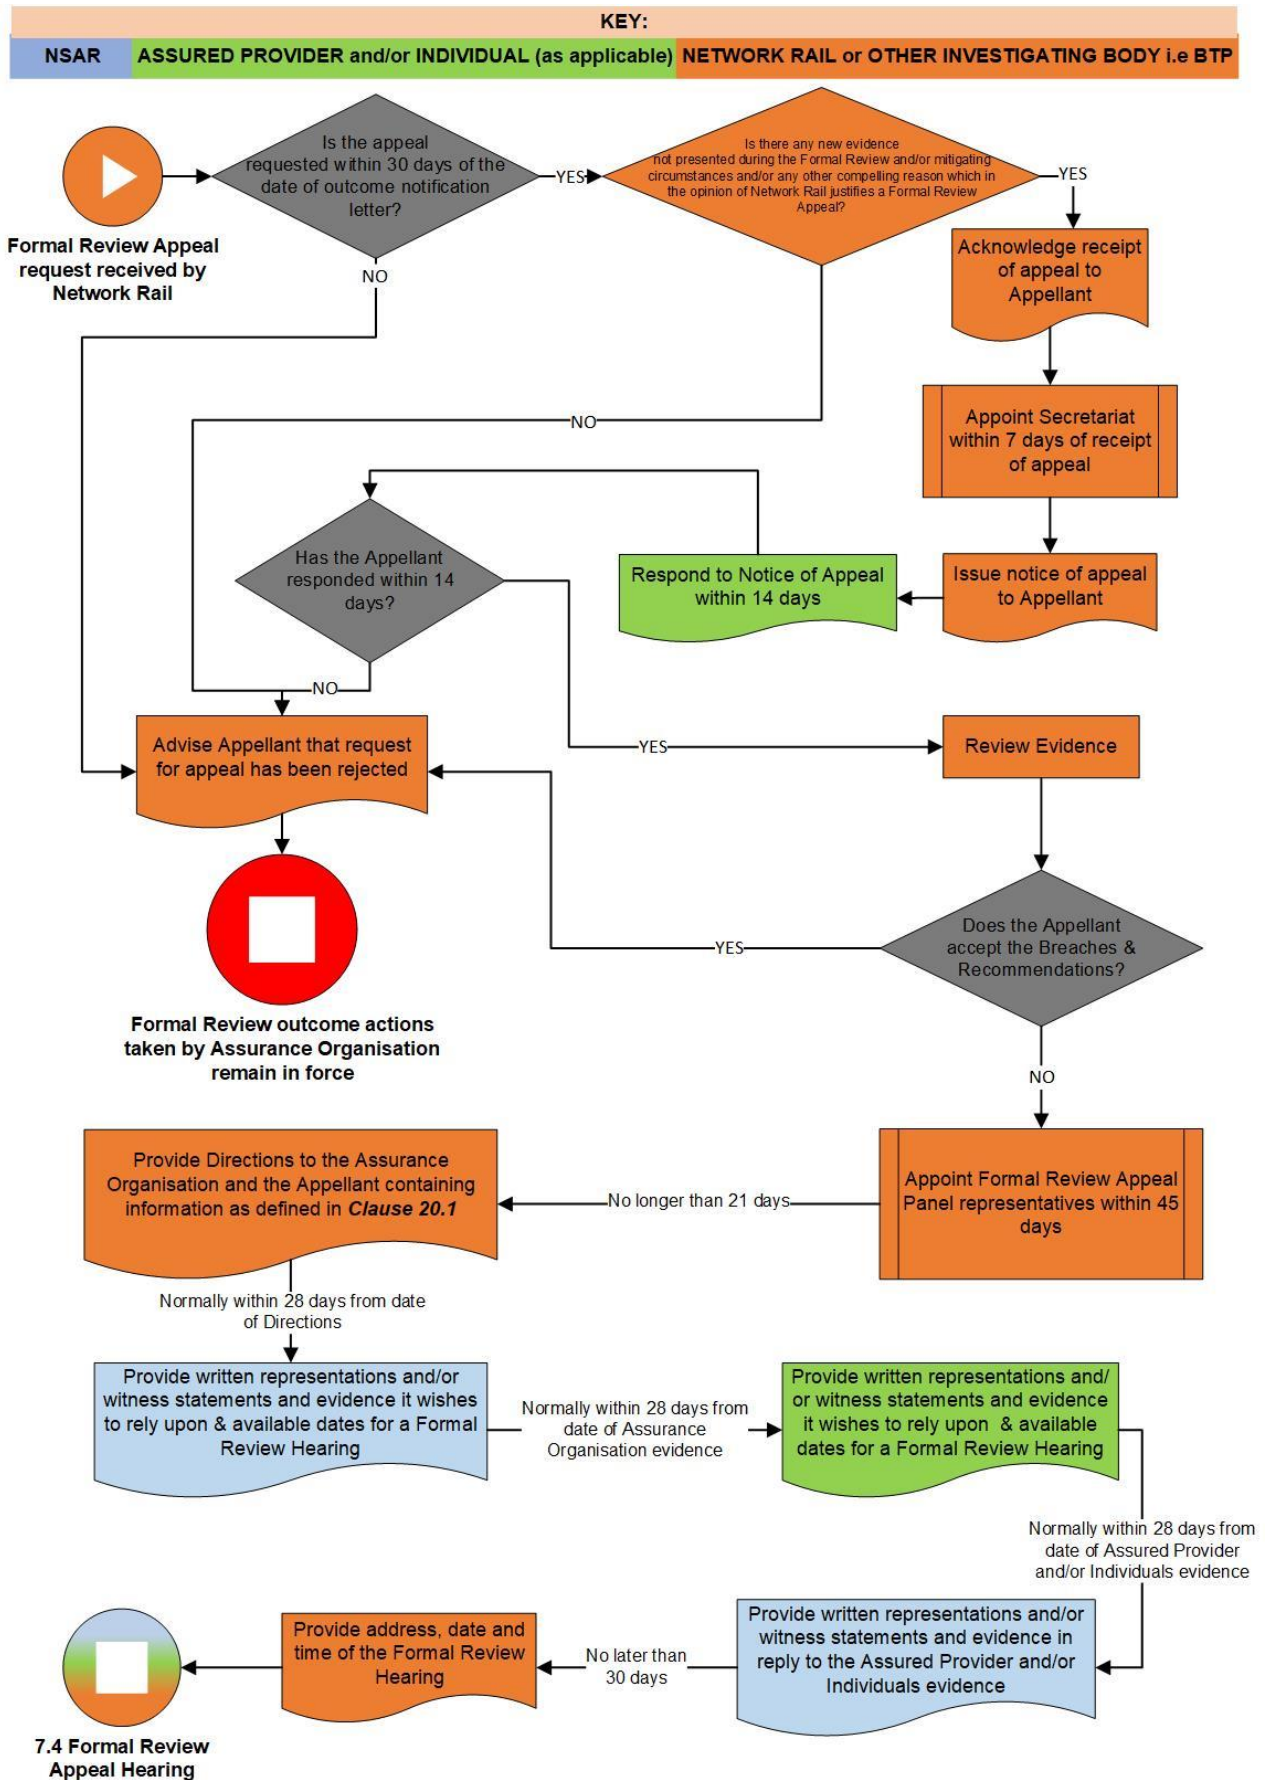 KEY:
NSAR
ASSURED PROVIDER and/or INDIVIDUAL (as applicable)
NETWORK RAIL or OTHER INVESTIGATING BODY i.e BTP
Formal Review Appeal
request received by
Network Rail
Is the appeal
requested within 30 days of the
date of outcome notification
letter?
YES
NO
Is there any new evidence
not presented during the Formal Review and/or mitigating
circumstances and/or any other compelling reason which in
the opinion of Network Rail justifies a Formal Review
Appeal?
YES
NO
Acknowledge receipt
of appeal to
Appellant
Appoint Secretariat
within 7 days of receipt
of appeal
Issue notice of appeal
to Appellant
Respond to Notice of Appeal
within 14 days
Has the Appellant
responded within 14
days?
NO
YES
Advise Appellant that request
for appeal has been rejected
Formal Review outcome actions
taken by Assurance Organisation
remain in force
Review Evidence
Does the Appellant
accept the Breaches &
Recommendations?
YES
NO
Appoint Formal Review Appeal
Panel representatives within 45
days
No longer than 21 days
Provide Directions to the Assurance
Organisation and the Appellant containing
information as defined in Clause 20.1
Normally within 28 days from date
of Directions
Provide written representations and/or
witness statements and evidence it wishes
to rely upon & available dates for a Formal
Review Hearing
Normally within 28 days from
date of Assurance
Organisation evidence
Provide written representations and/
or witness statements and evidence
it wishes to rely upon & available
dates for a Formal Review Hearing
Normally within 28 days from
date of Assured Provider
and/or Individuals evidence
Provide written representations and/or
witness statements and evidence in
reply to the Assured Provider and/or
Individuals evidence
No later than
30 days
Provide address, date and
time of the Formal Review
Hearing
7.4 Formal Review
Appeal Hearing